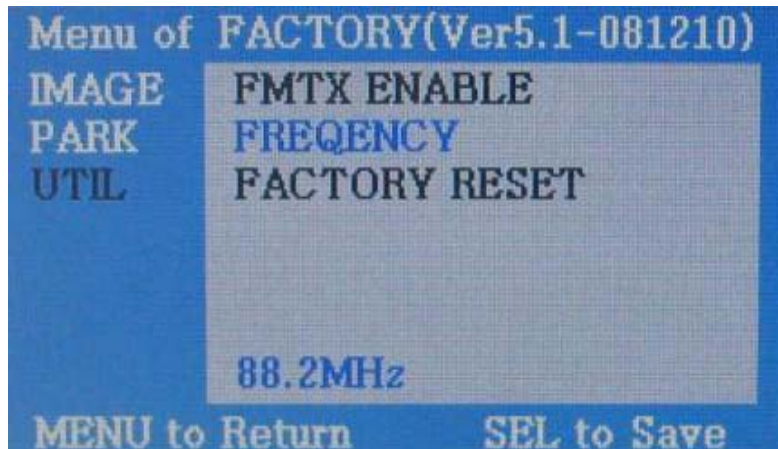 Menu of FACTORY(Ver5.1-081210)
IMAGE FMTX ENABLE
PARK FREQENCY
UTIL FACTORY RESET
88.2MHz
MENU to Return SEL to Save